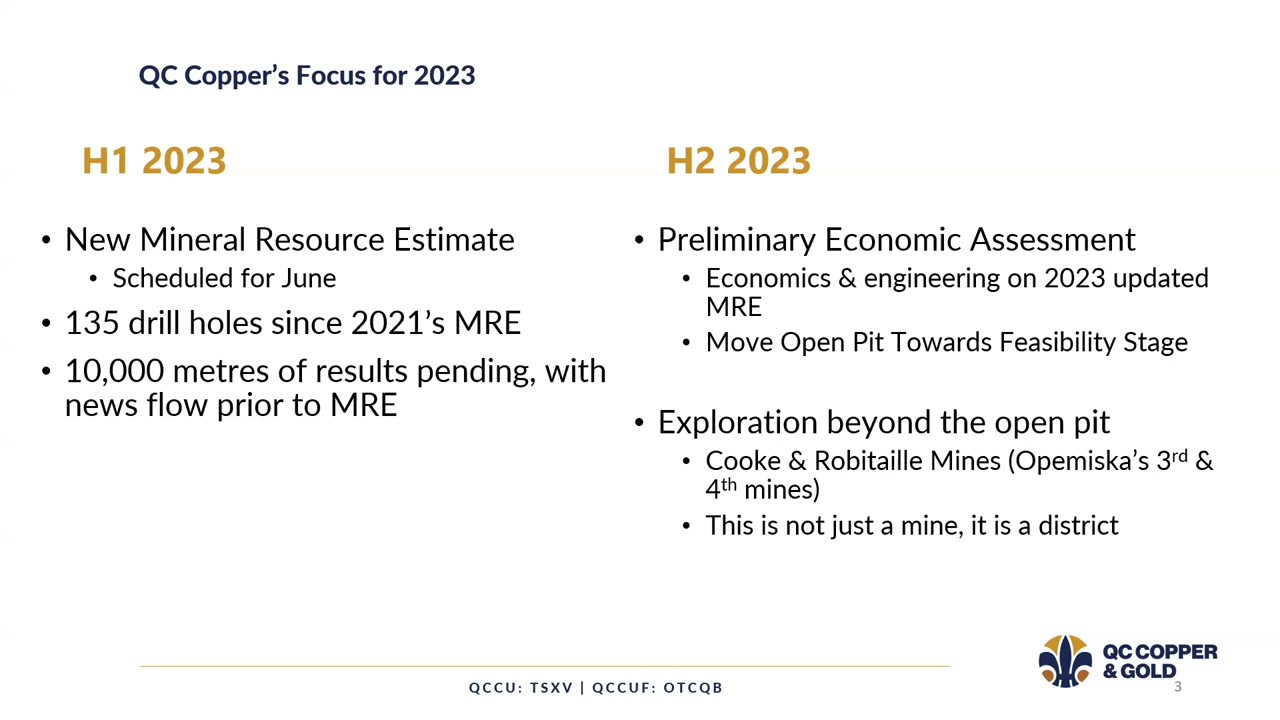 QC Copper’s Focus for 2023
H1 2023
• New Mineral Resource Estimate
• Scheduled for June
• 135 drill holes since 2021’s MRE
• 10,000 metres of results pending, with
news flow prior to MRE
H2 2023
• Preliminary Economic Assessment
• Economics & engineering on 2023 updated
MRE
• Move Open Pit Towards Feasibility Stage
• Exploration beyond the open pit
• Cooke & Robitaille Mines (Opemiska’s 3rd &
4th mines)
• This is not just a mine, it is a district
QCCU: TSXV | QCCUF: OTCQB
QC COPPER
& GOLD
3